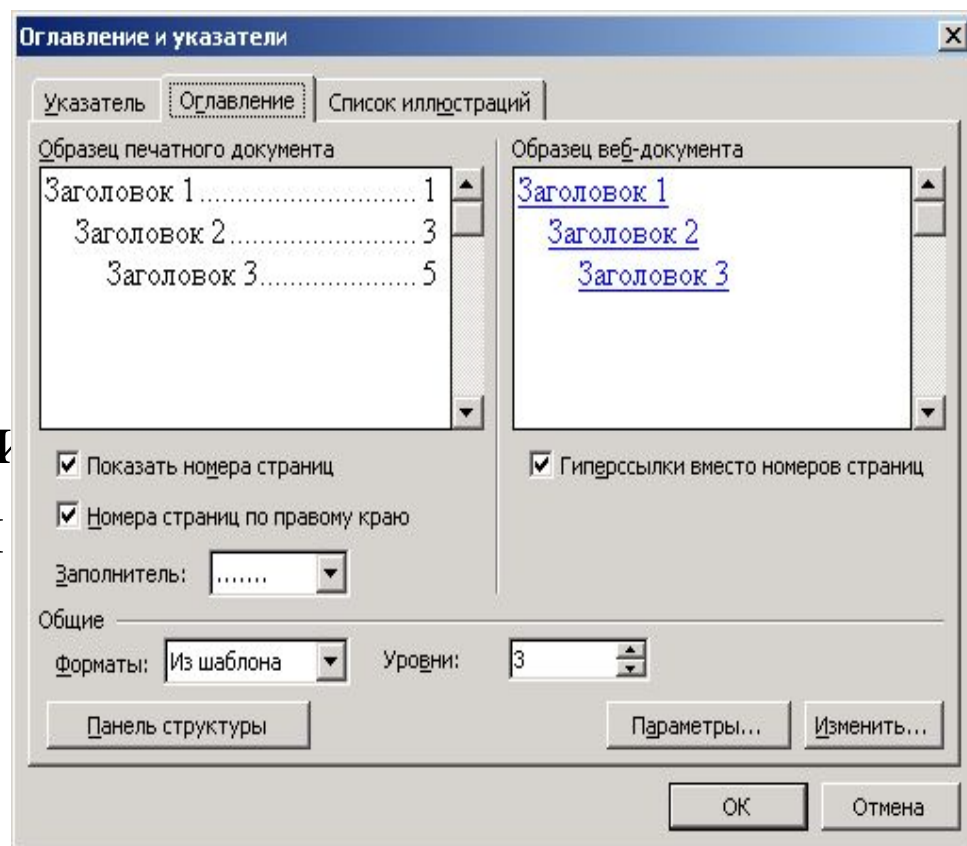 Оглавление и указатели
Указатель Оглавление Список иллюстраций
Образец печатного документа
Заголовок 1........................... 1
Заголовок 2....................... 3
Заголовок 3................... 5
Образец веб-документа
Заголовок 1
Заголовок 2
Заголовок 3
Показать номера страниц
Номера страниц по правому краю
Заполнитель: .......
Гиперссылки вместо номеров страниц
Общие
Форматы: Из шаблона Уровни: 3
Панель структуры Параметры... Изменить...
ОК Отмена